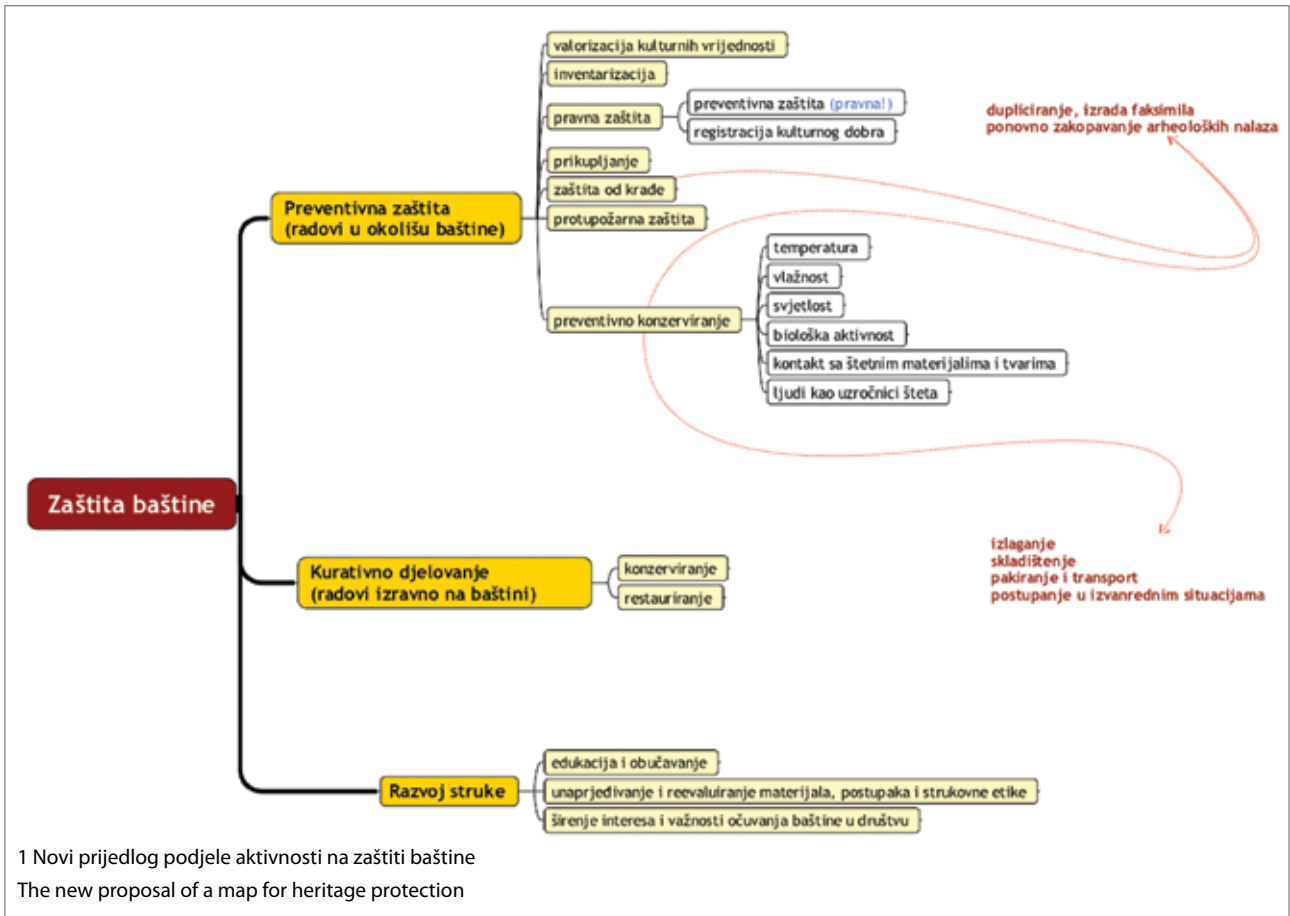 valorizacija kulturnih vrijednosti
inventarizacija
pravna zaštita
preventivna zaštita (pravna!)
registracija kulturnog dobra
prikupljanje
zaštita od krađe
protupožarna zaštita
Preventivna zaštita
(radovi u okolišu baštine)
preventivno konzerviranje
temperatura
vlažnost
svjetlost
biološka aktivnost
kontakt sa štetnim materijalima i tvarima
ljudi kao uzročnici šteta
dupliciranje, izrada faksimila
ponovno zakopavanje arheoloških nalaza
Zaštita baštine
izlaganje
skladištenje
pakiranje i transport
postupanje u izvanrednim situacijama
Kurativno djelovanje
(radovi izravno na baštini)
konzerviranje
restauriranje
Razvoj struke
edukacija i obučavanje
unaprjeđivanje i reevaluiranje materijala, postupaka i strukovne etike
širenje interesa i važnosti očuvanja baštine u društvu
1 Novi prijedlog podjele aktivnosti na zaštiti baštine
The new proposal of a map for heritage protection